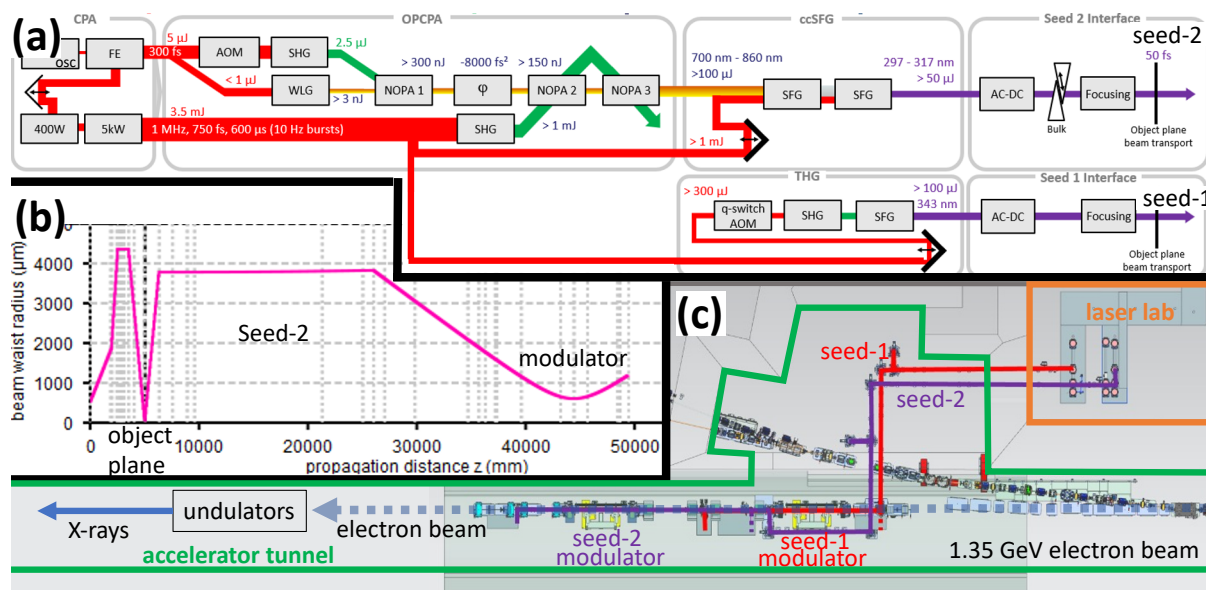 (a)
CPA
OPCPA
ccSFG
Seed 2 Interface
osc
FE
5 µJ
300 fs
AOM
SHG
2.5 µJ
< 1 µJ
WLG
> 3 nJ
> 300 nJ
NOPA 1
-8000 fs²
φ
> 150 nJ
NOPA 2
NOPA 3
700 nm - 860 nm
>100 µJ
SFG
SFG
297 - 317 nm
> 50 µJ
AC-DC
Bulk
Focusing
seed-2
50 fs
Object plane
beam transport
400W
5kW
3.5 mJ
1 MHz, 750 fs, 600 µs (10 Hz bursts)
SHG
> 1 mJ
> 1 mJ
THG
Seed 1 Interface
> 300 µJ
q-switch
AOM
SHG
SFG
> 100 µJ
343 nm
AC-DC
Focusing
seed-1
Object plane
beam transport
(b)
beam waist radius (µm)
4000
3000
2000
1000
0
Seed-2
modulator
0
10000
20000
30000
40000
50000
object
plane
propagation distance z (mm)
(c)
laser lab
seed-1
seed-2
undulators
X-rays
electron beam
accelerator tunnel
seed-2
modulator
seed-1
modulator
1.35 GeV electron beam